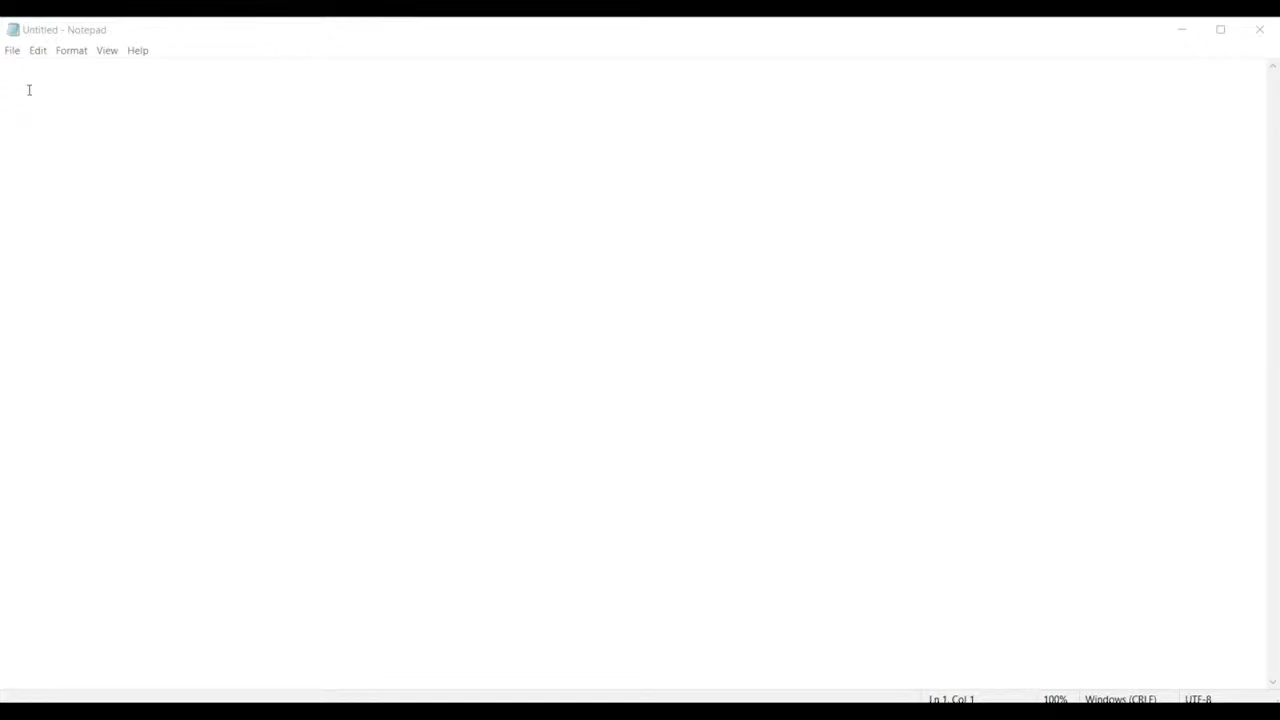 Untitled - Notepad
File Edit Format View Help
Ln 1, Col 1 100% Windows (CRLF) UTF-8